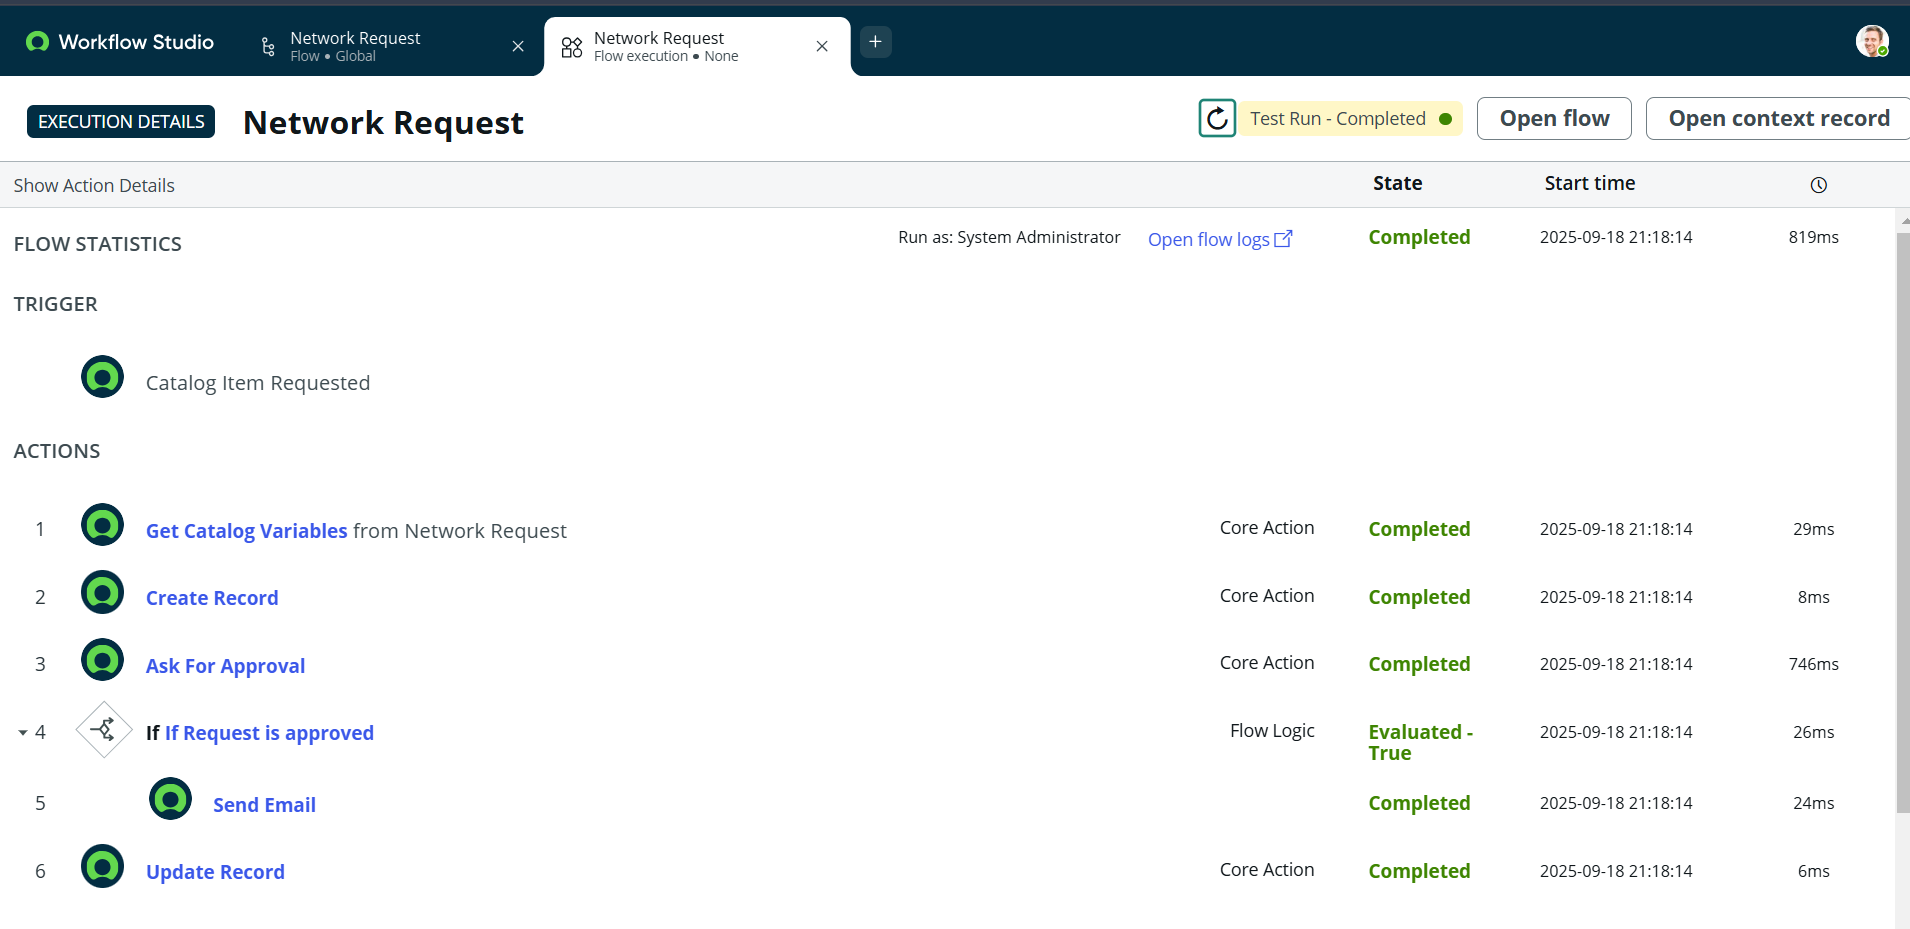 Workflow Studio
Network Request
Flow • Global
Network Request
Flow execution • None
EXECUTION DETAILS
Network Request
Test Run - Completed
Open flow
Open context record
Show Action Details
State
Start time
FLOW STATISTICS
Run as: System Administrator
Open flow logs
Completed
2025-09-18 21:18:14
819ms
TRIGGER
Catalog Item Requested
ACTIONS
1 Get Catalog Variables from Network Request Core Action Completed 2025-09-18 21:18:14 29ms
2 Create Record Core Action Completed 2025-09-18 21:18:14 8ms
3 Ask For Approval Core Action Completed 2025-09-18 21:18:14 746ms
4 If If Request is approved Flow Logic Evaluated - True 2025-09-18 21:18:14 26ms
5 Send Email Completed 2025-09-18 21:18:14 24ms
6 Update Record Core Action Completed 2025-09-18 21:18:14 6ms